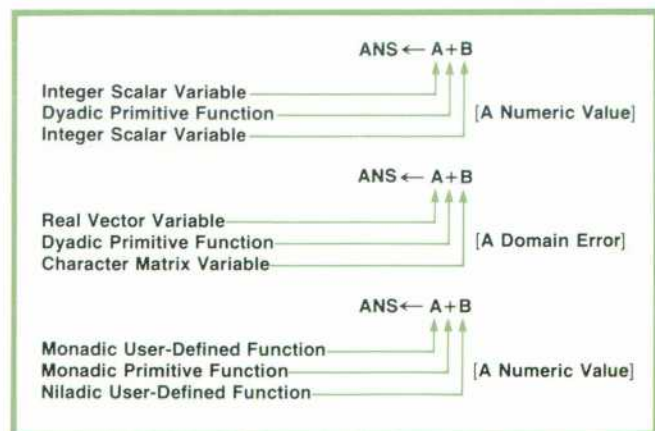 ANS ← A+B
Integer Scalar Variable
Dyadic Primitive Function
Integer Scalar Variable
[A Numeric Value]
ANS ← A+B
Real Vector Variable
Dyadic Primitive Function
Character Matrix Variable
[A Domain Error]
ANS ← A+B
Monadic User-Defined Function
Monadic Primitive Function
Niladic User-Defined Function
[A Numeric Value]